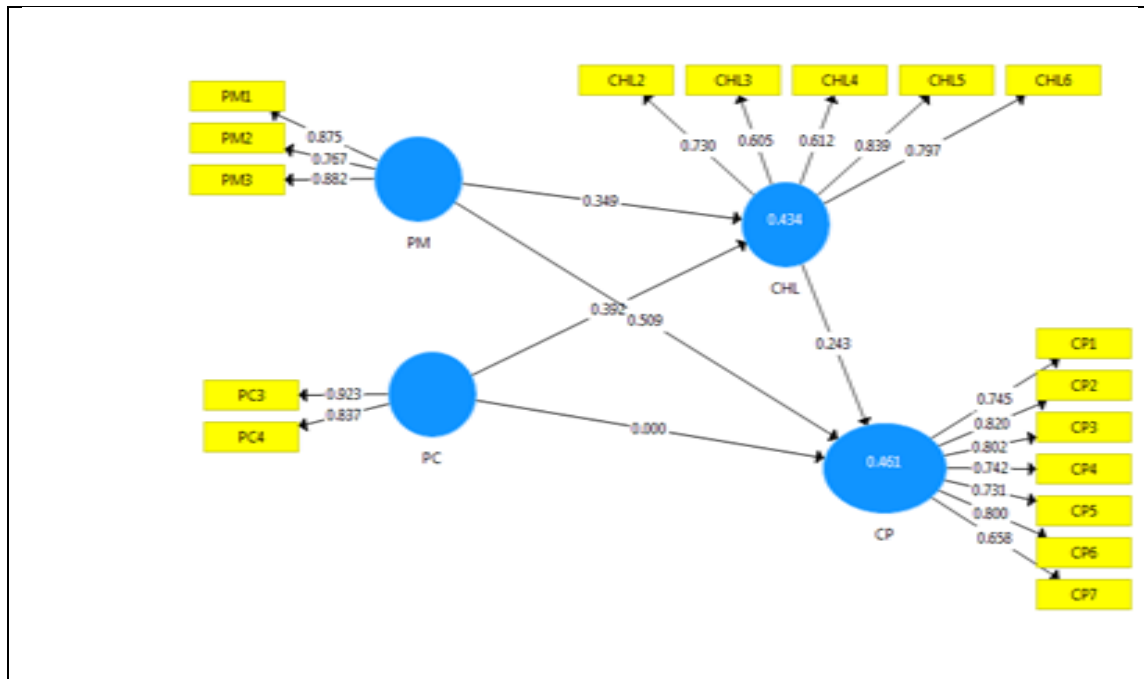 PM1
PM2
PM3
0.875
0.767
0.882
PM
CHL2
CHL3
CHL4
CHL5
CHL6
0.730
0.605
0.612
0.839
0.797
0.434
CHL
0.349
0.392
0.509
0.243
PC3
PC4
0.923
0.837
PC
0.000
0.461
CP
0.745
0.820
0.802
0.742
0.731
0.800
0.658
CP1
CP2
CP3
CP4
CP5
CP6
CP7